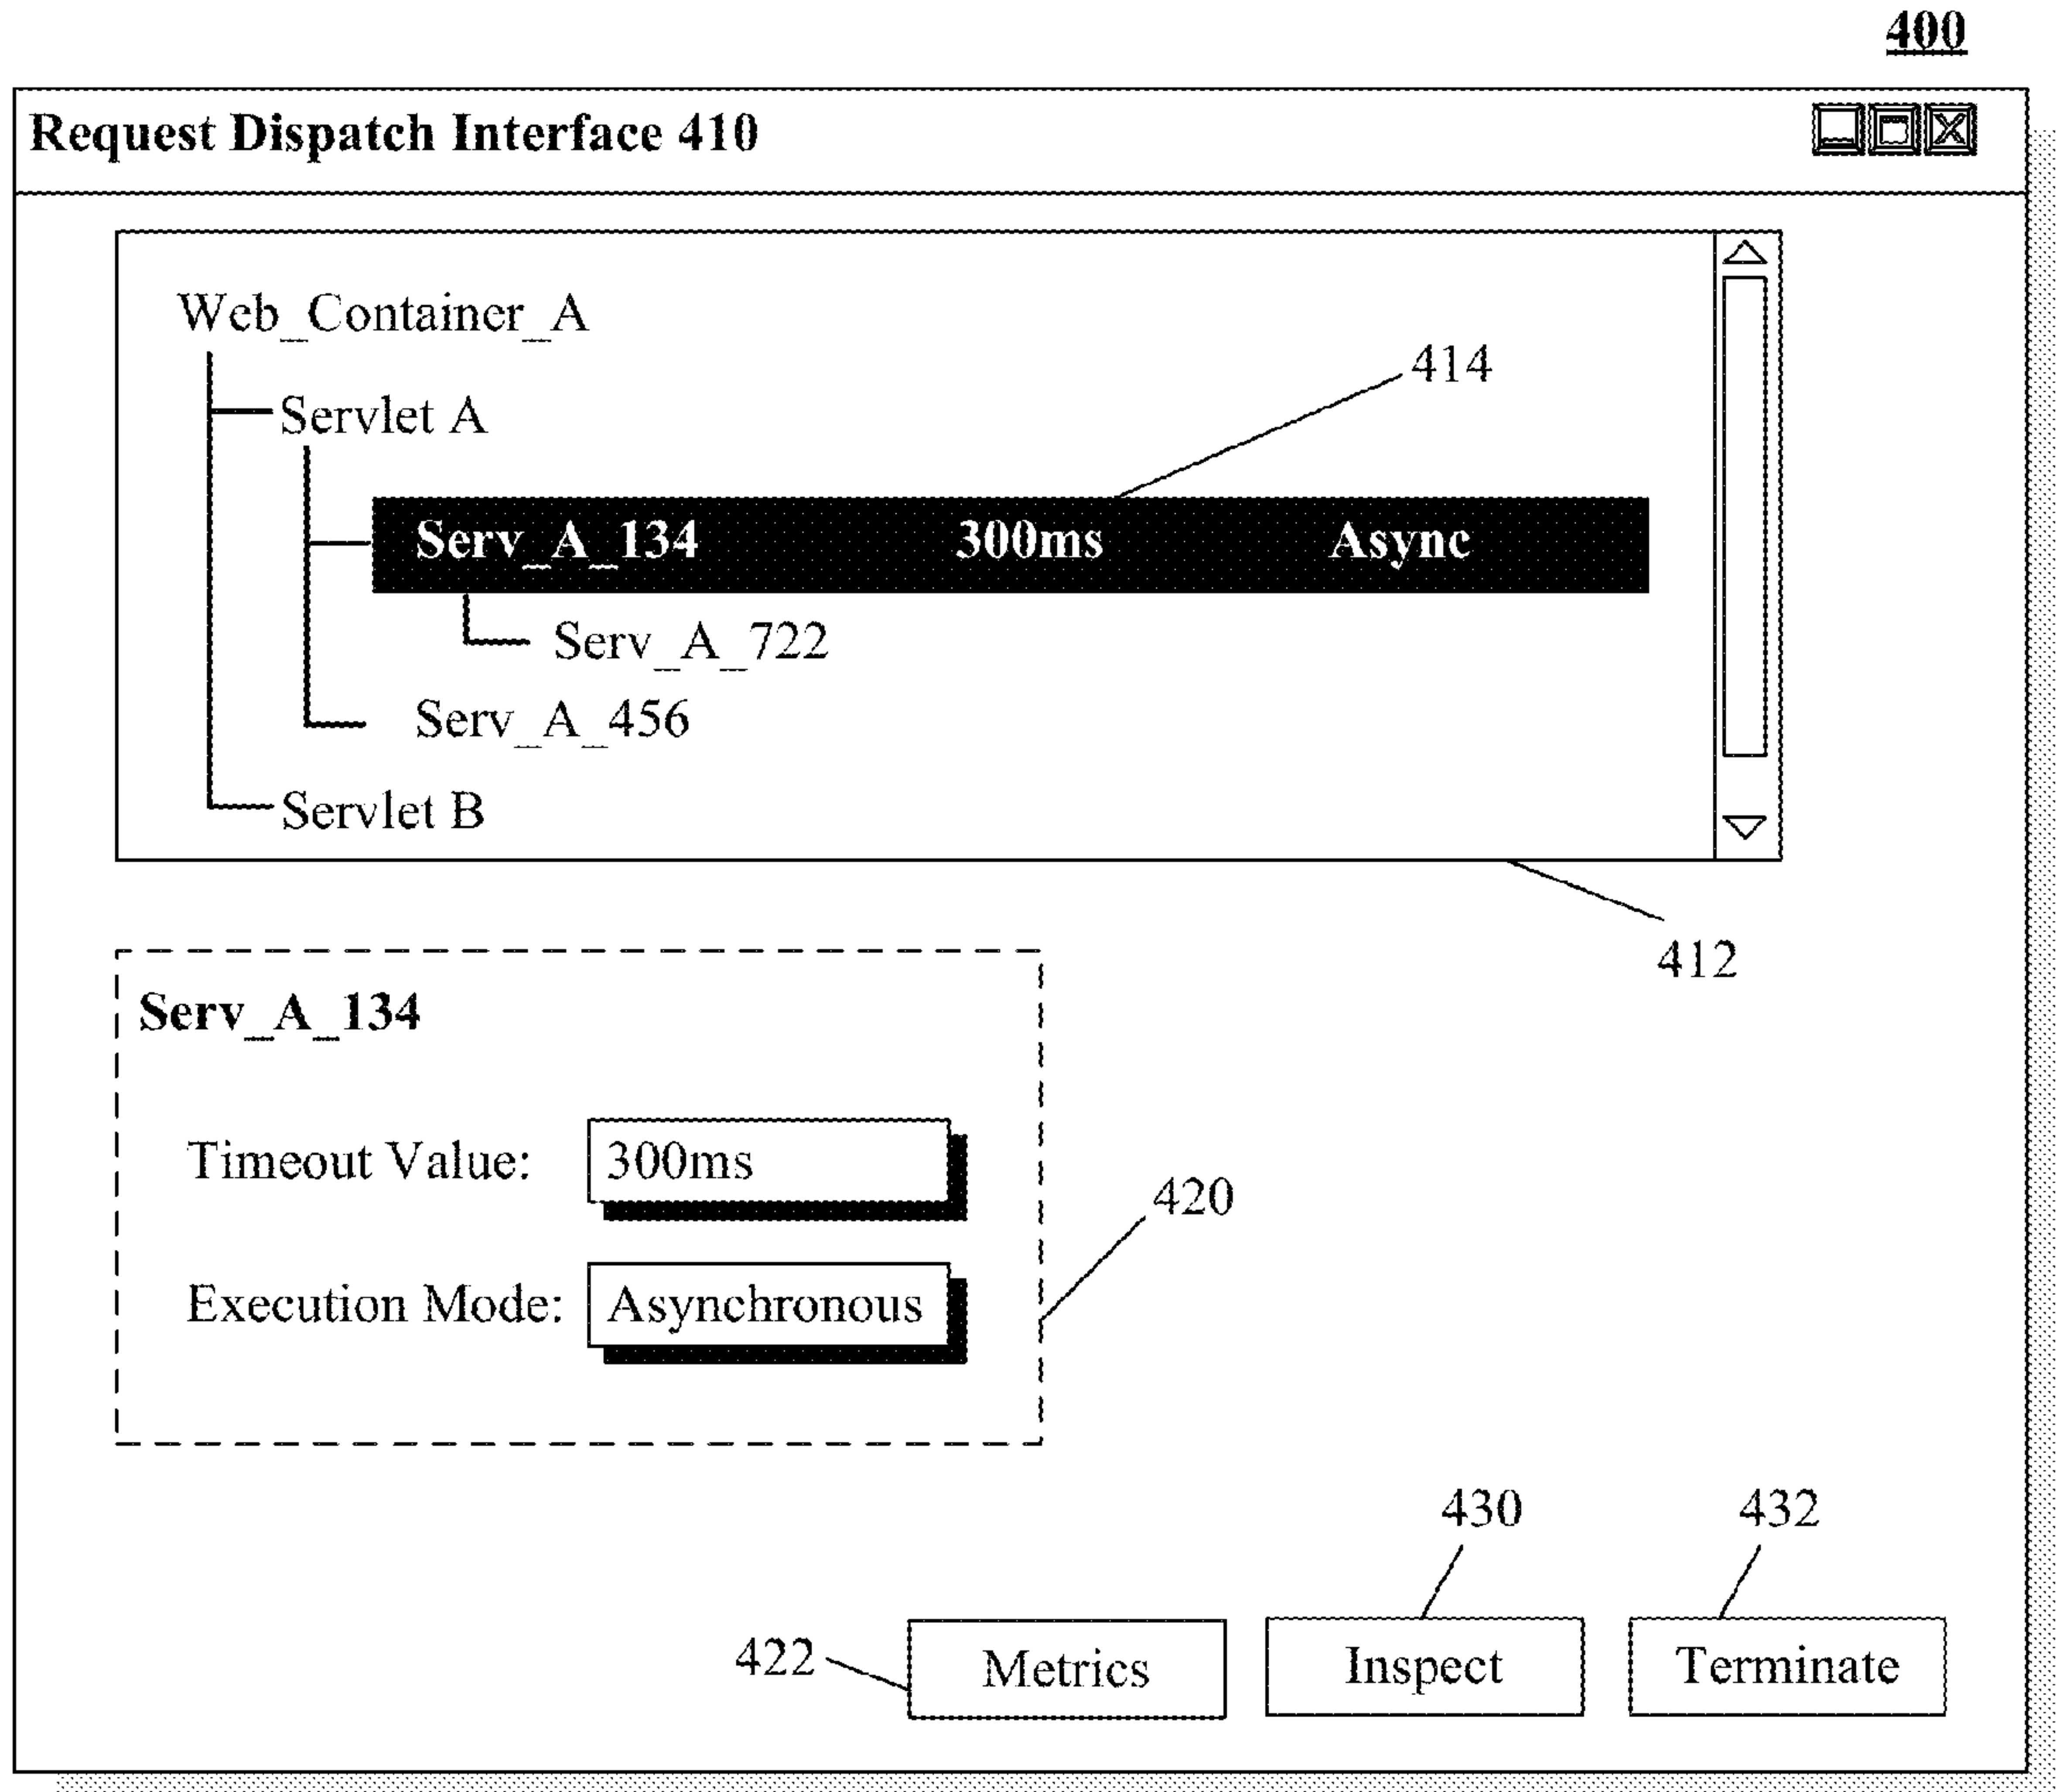 400
Request Dispatch Interface 410
Web_Container_A
414
Servlet A
Serv_A_134 300ms Async
Serv_A_722
Serv_A_456
Servlet B
412
Serv_A_134
Timeout Value: 300ms
420
Execution Mode: Asynchronous
430 432
422 Metrics Inspect Terminate